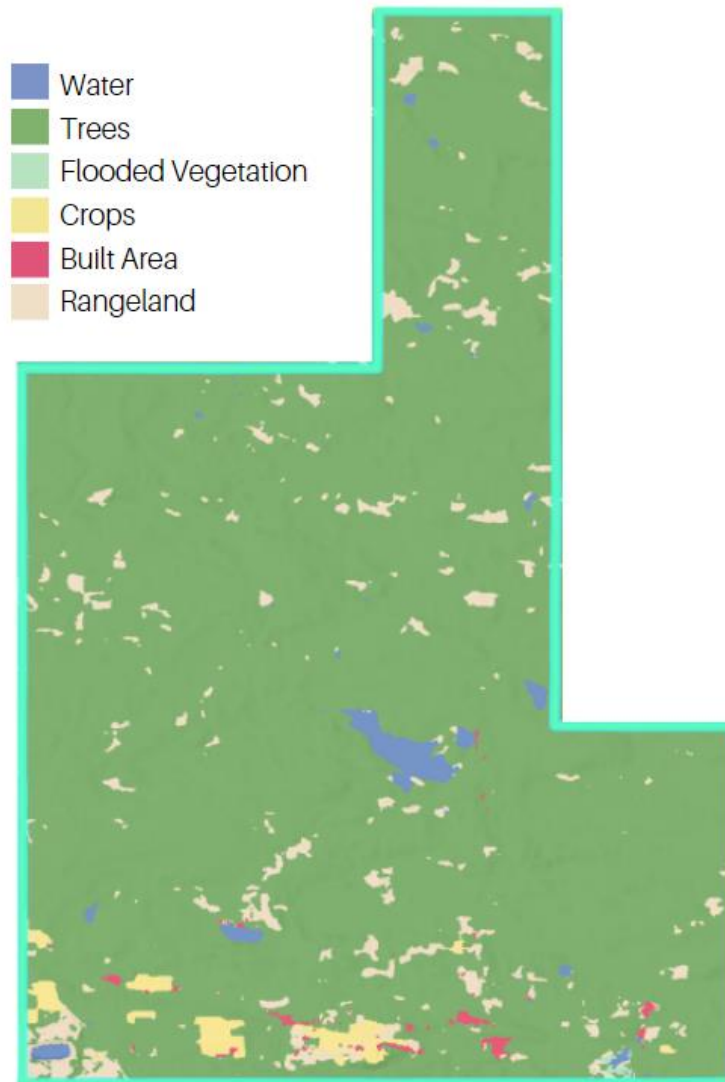 Water
Trees
Flooded Vegetation
Crops
Built Area
Rangeland